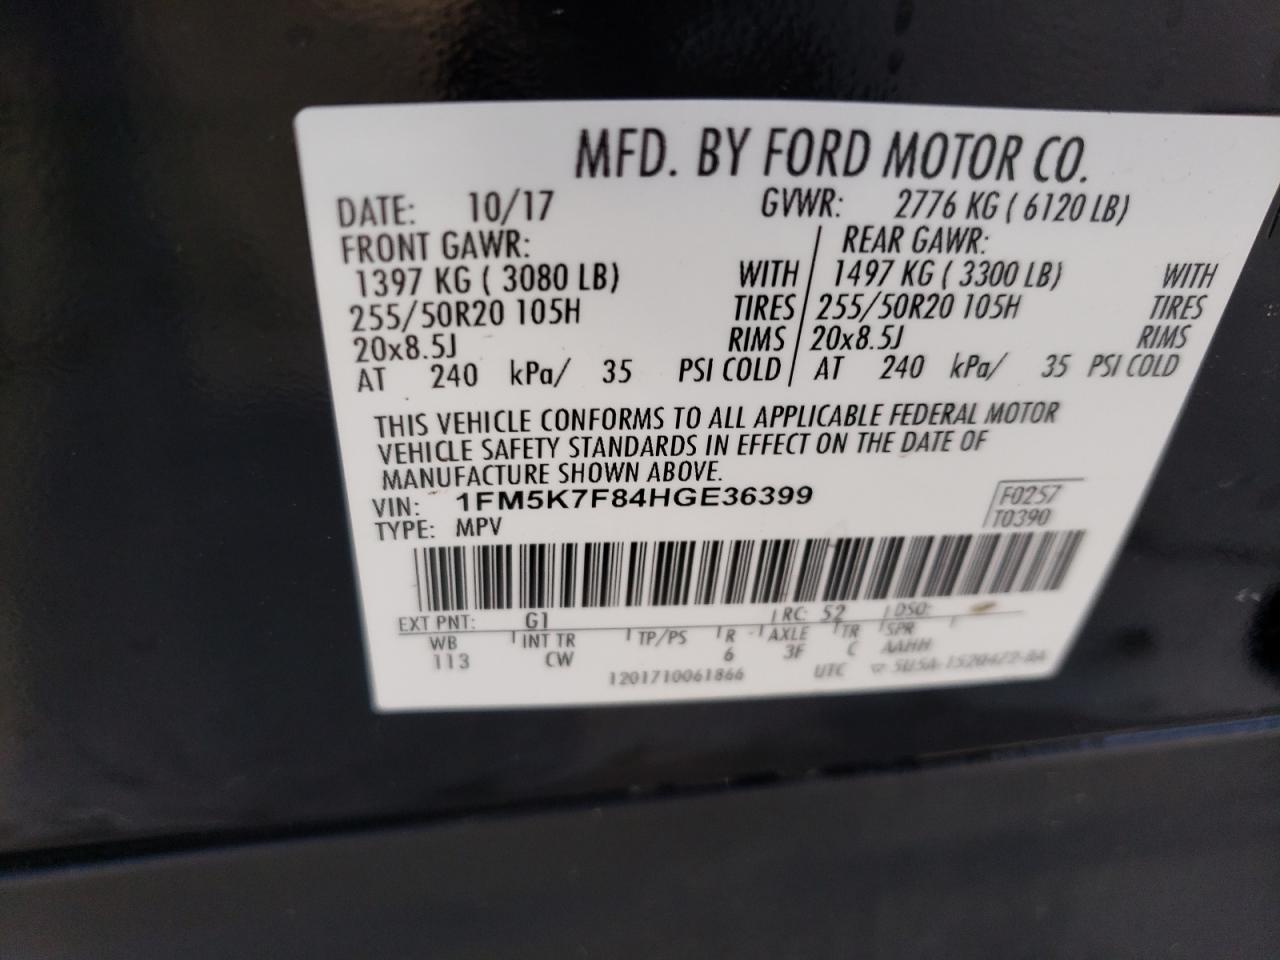 MFD. BY FORD MOTOR CO.
DATE: 10/17 GVWR: 2776 KG ( 6120 LB)
FRONT GAWR: REAR GAWR:
1397 KG ( 3080 LB) WITH 1497 KG ( 3300 LB) WITH
255/50R20 105H TIRES 255/50R20 105H TIRES
20x8.5J RIMS 20x8.5J RIMS
AT 240 kPa/ 35 PSI COLD AT 240 kPa/ 35 PSI COLD
THIS VEHICLE CONFORMS TO ALL APPLICABLE FEDERAL MOTOR
VEHICLE SAFETY STANDARDS IN EFFECT ON THE DATE OF
MANUFACTURE SHOWN ABOVE.
VIN: 1FM5K7F84HGE36399 F0257
TYPE: MPV T0390
EXT PNT: G1 RC: 52 DSO:
WB INT TR TP/PS R AXLE TR SPR
113 CW 6 3F C AAHH
1201710061866 UTC